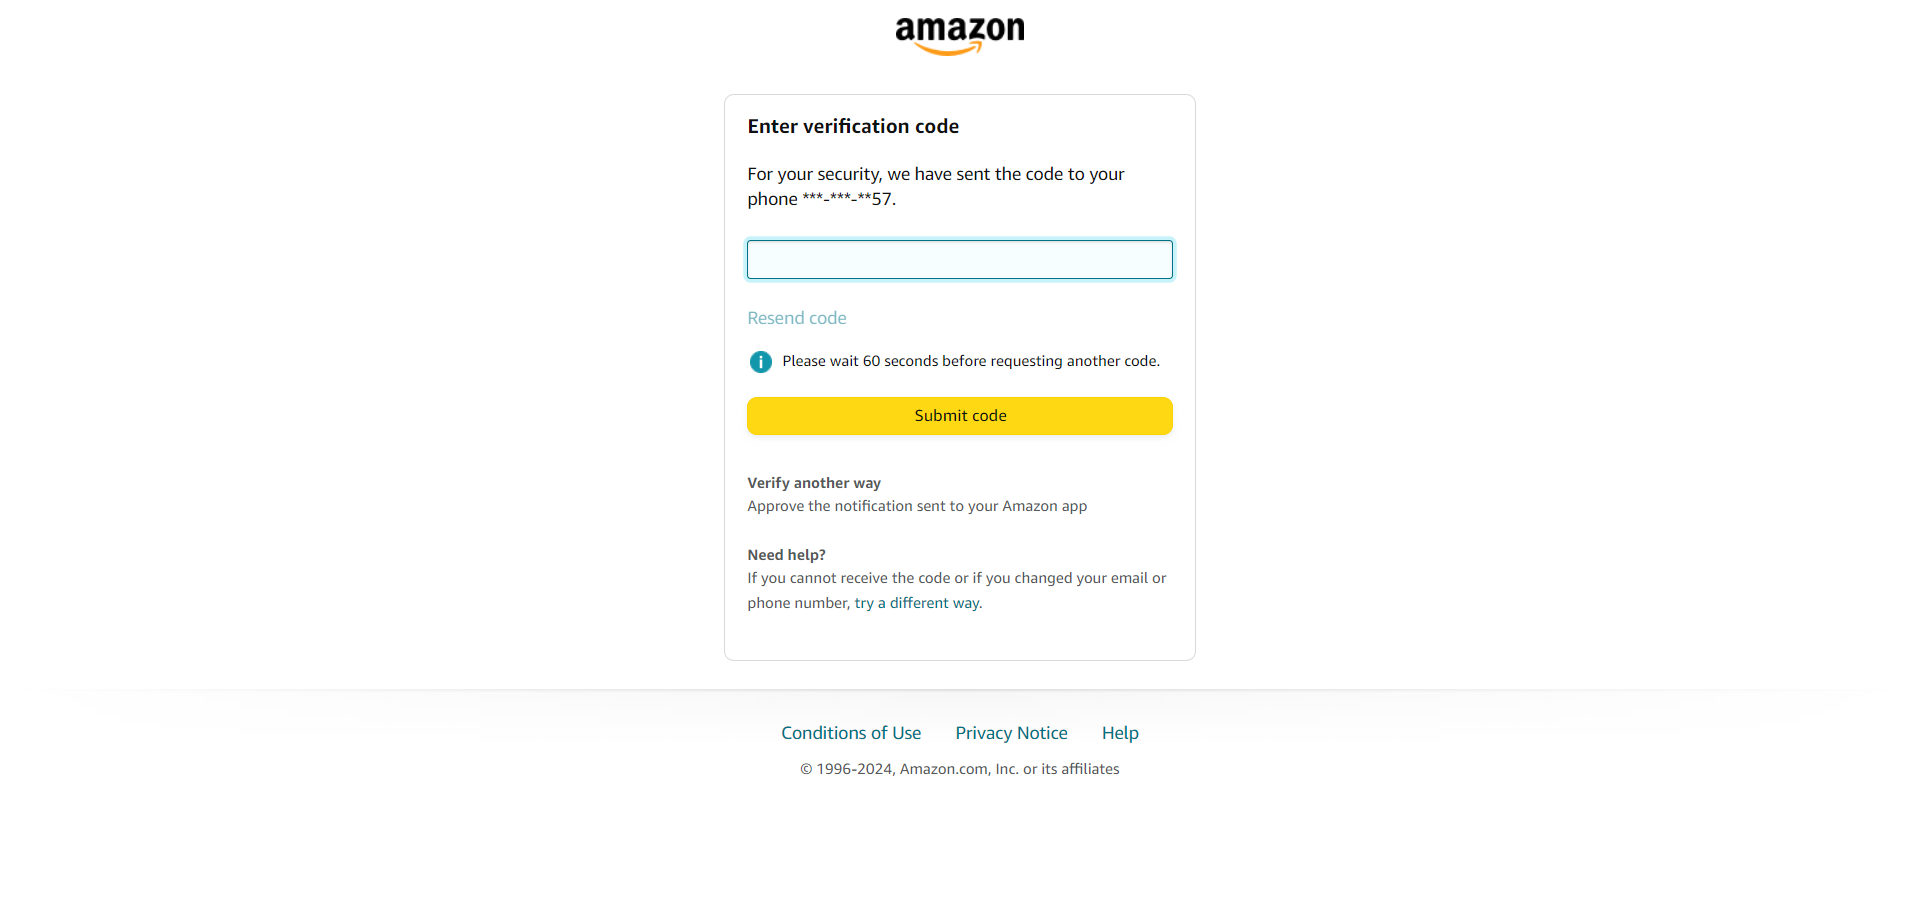 amazon
Enter verification code
For your security, we have sent the code to your
phone ***-***-**57.
Resend code
i Please wait 60 seconds before requesting another code.
Submit code
Verify another way
Approve the notification sent to your Amazon app
Need help?
If you cannot receive the code or if you changed your email or
phone number, try a different way.
Conditions of Use Privacy Notice Help
© 1996-2024, Amazon.com, Inc. or its affiliates